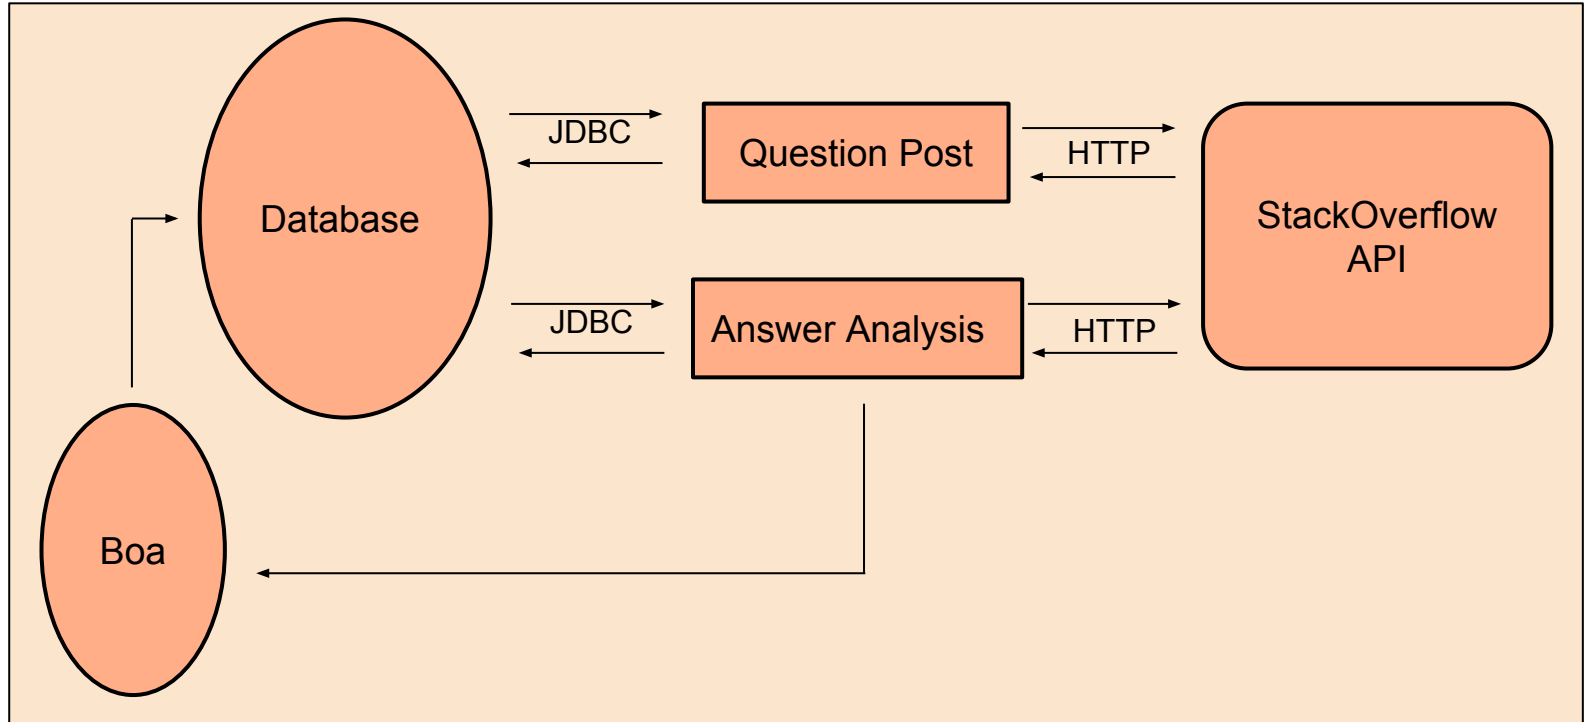 JDBC
Question Post
HTTP
Database
StackOverflow
API
JDBC
Answer Analysis
HTTP
Boa